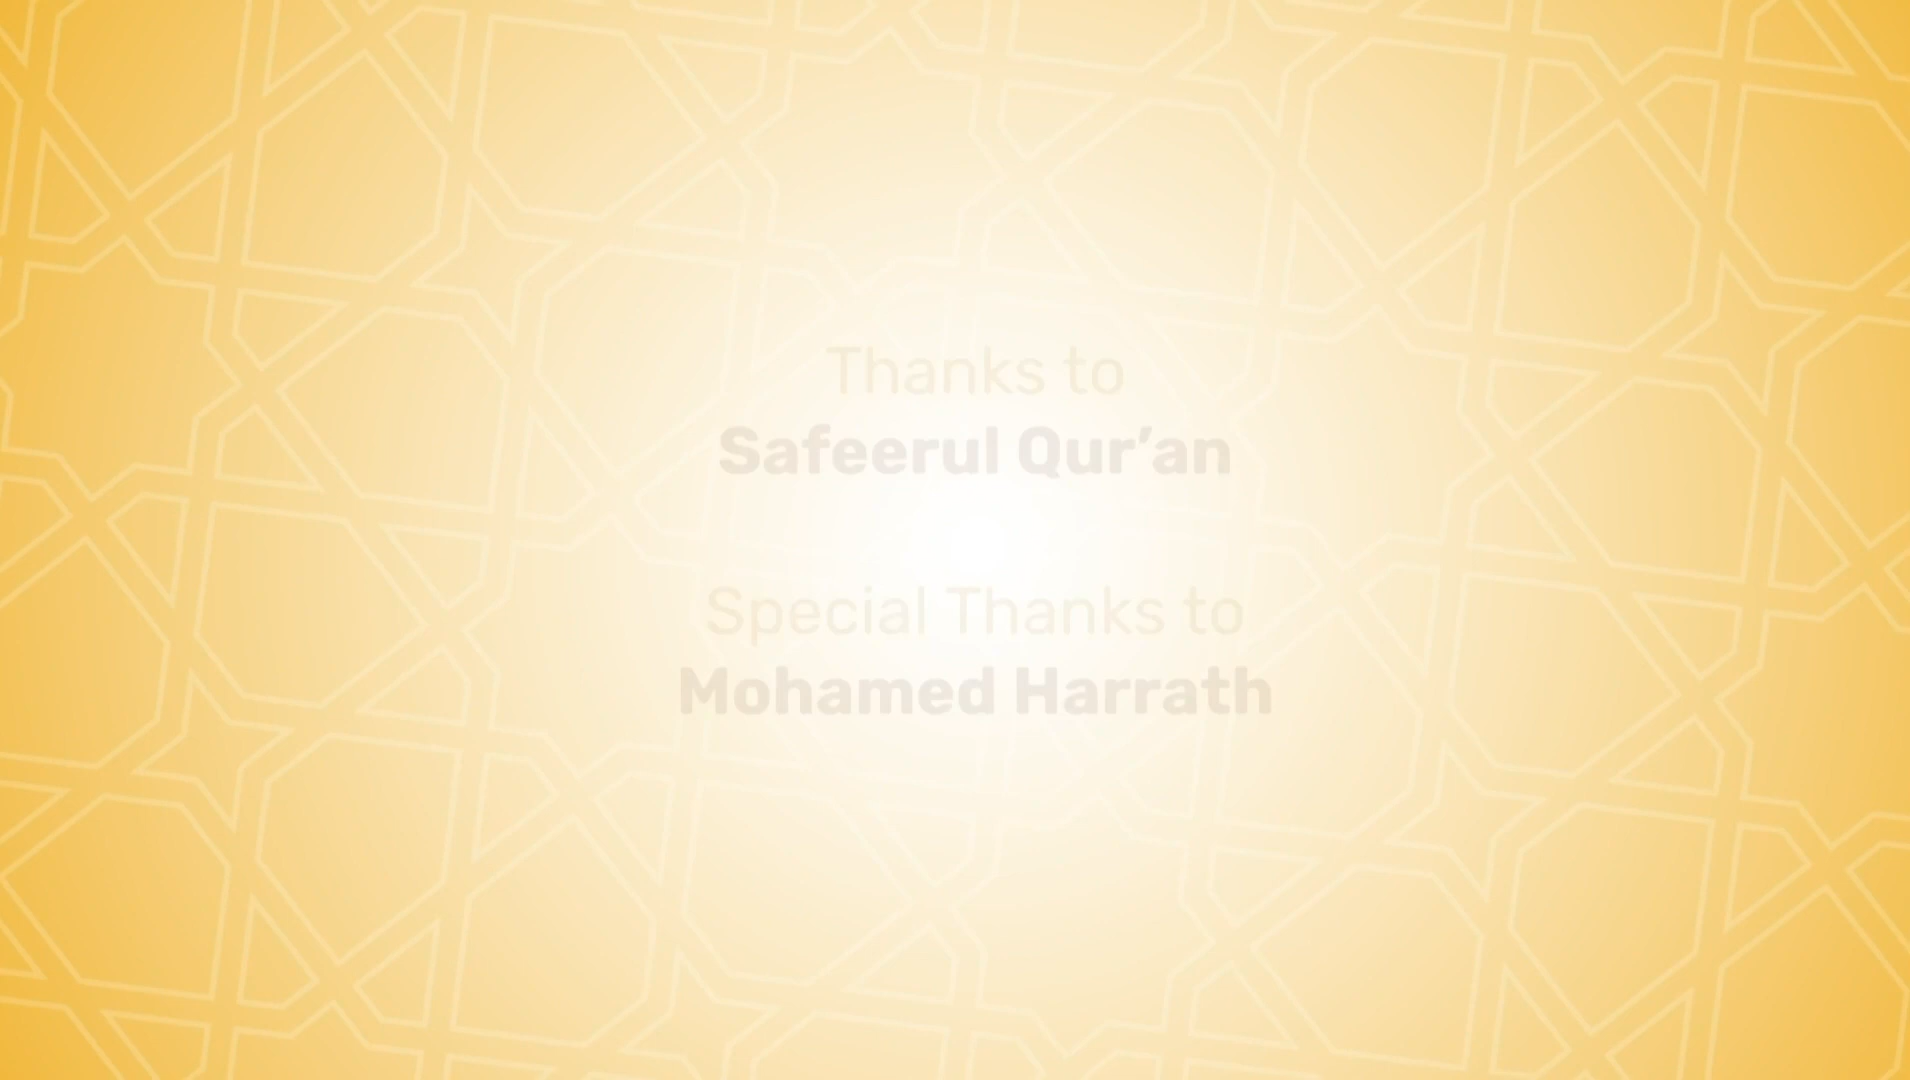 Thanks to
Safeerul Qur’an
Special Thanks to
Mohamed Harrath